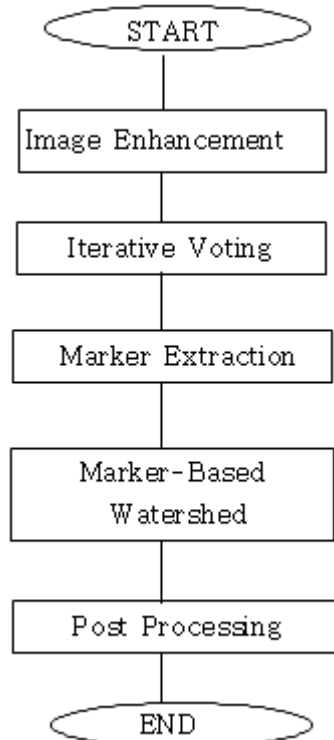 START
Image Enhancement
Iterative Voting
Marker Extraction
Marker-Based
Watershed
Post Processing
END